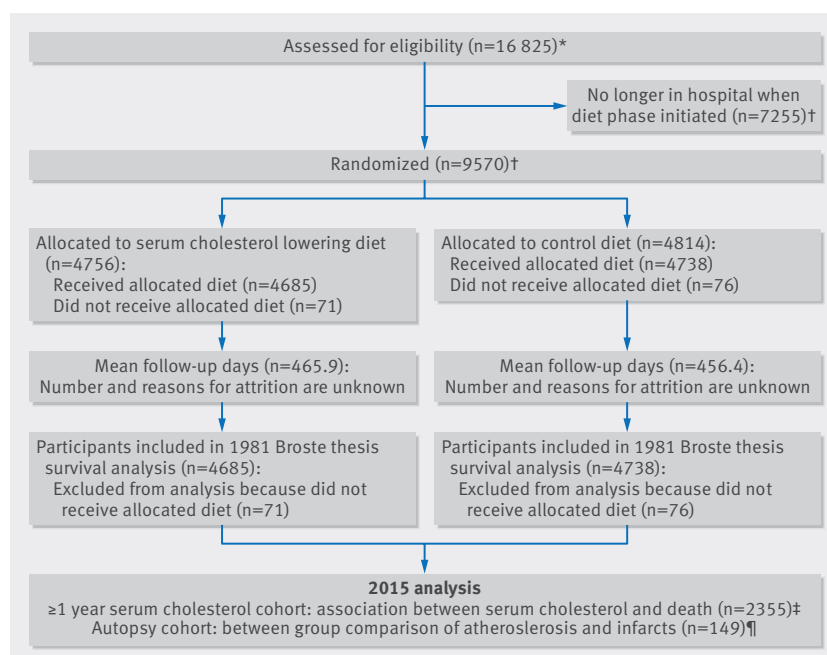 Assessed for eligibility (n=16 825)*
No longer in hospital when
diet phase initiated (n=7255)†
Randomized (n=9570)†
Allocated to serum cholesterol lowering diet
(n=4756):
Received allocated diet (n=4685)
Did not receive allocated diet (n=71)
Allocated to control diet (n=4814):
Received allocated diet (n=4738)
Did not receive allocated diet (n=76)
Mean follow-up days (n=465.9):
Number and reasons for attrition are unknown
Mean follow-up days (n=456.4):
Number and reasons for attrition are unknown
Participants included in 1981 Broste thesis
survival analysis (n=4685):
Excluded from analysis because did not
receive allocated diet (n=71)
Participants included in 1981 Broste thesis
survival analysis (n=4738):
Excluded from analysis because did not
receive allocated diet (n=76)
2015 analysis
≥1 year serum cholesterol cohort: association between serum cholesterol and death (n=2355)‡
Autopsy cohort: between group comparison of atheroslerosis and infarcts (n=149)¶